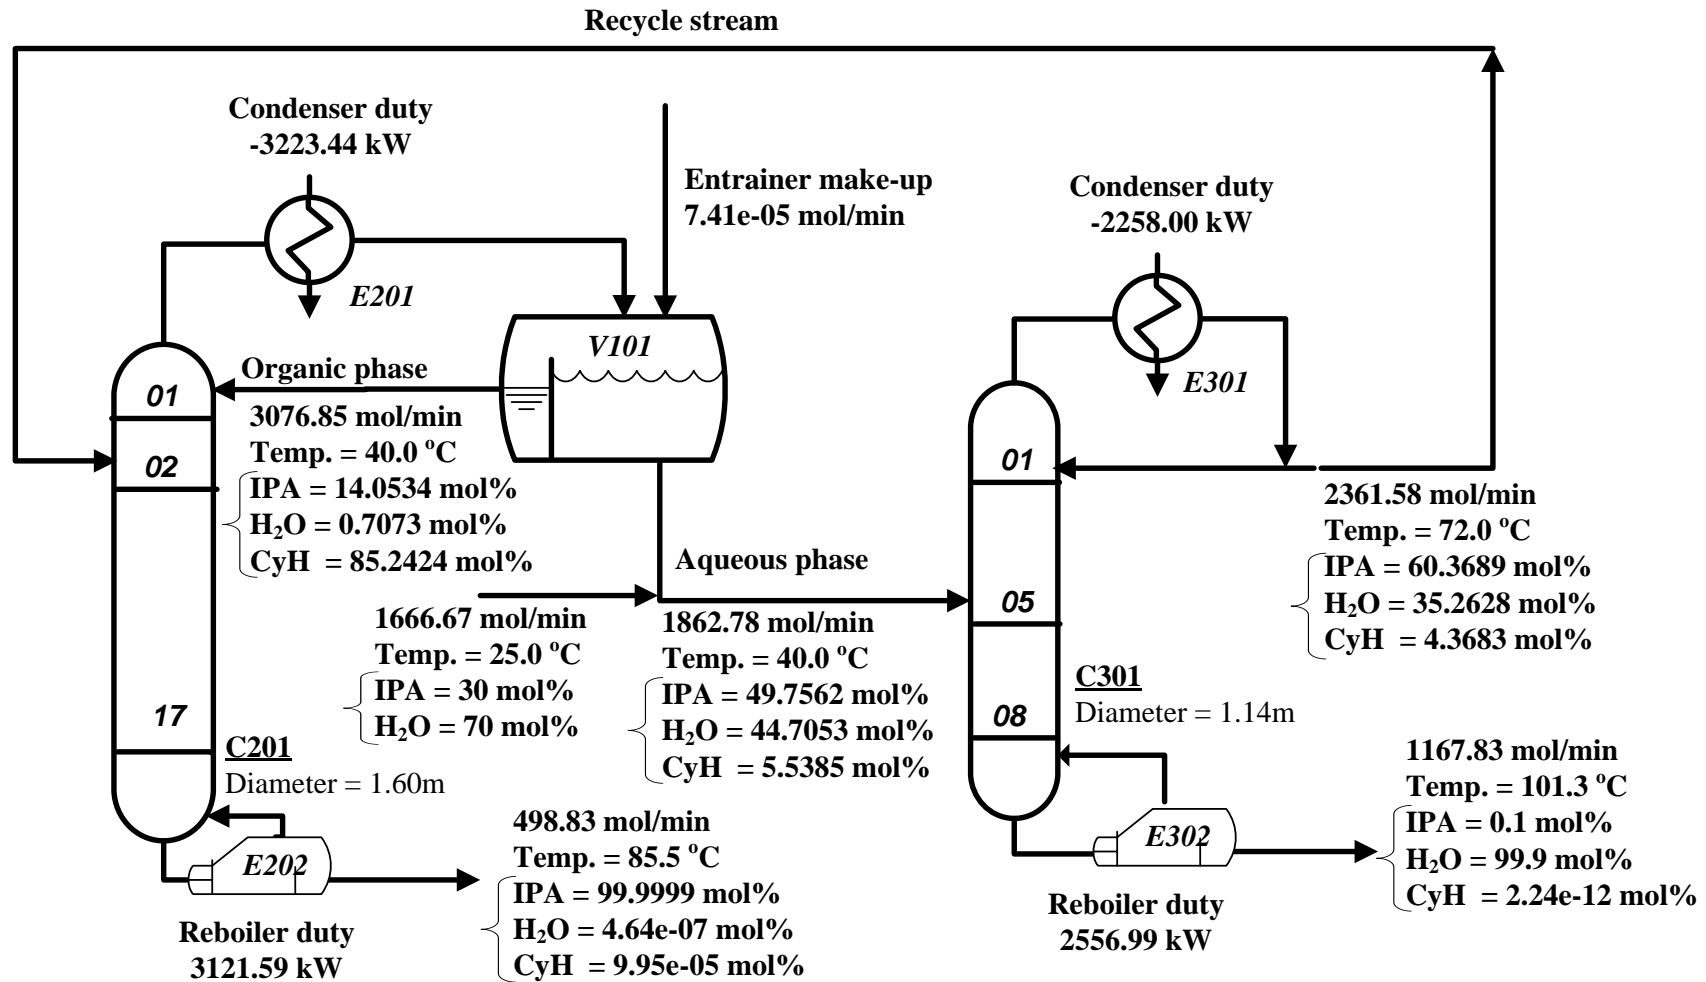 Recycle stream
Condenser duty
-3223.44 kW
E201
Entrainer make-up
7.41e-05 mol/min
Condenser duty
-2258.00 kW
E301
V101
Organic phase
01
02
17
3076.85 mol/min
Temp. = 40.0 °C
IPA = 14.0534 mol%
H₂O = 0.7073 mol%
CyH = 85.2424 mol%
Aqueous phase
1666.67 mol/min
Temp. = 25.0 °C
IPA = 30 mol%
H₂O = 70 mol%
1862.78 mol/min
Temp. = 40.0 °C
IPA = 49.7562 mol%
H₂O = 44.7053 mol%
CyH = 5.5385 mol%
01
05
08
2361.58 mol/min
Temp. = 72.0 °C
IPA = 60.3689 mol%
H₂O = 35.2628 mol%
CyH = 4.3683 mol%
C201
Diameter = 1.60m
C301
Diameter = 1.14m
E202
Reboiler duty
3121.59 kW
498.83 mol/min
Temp. = 85.5 °C
IPA = 99.9999 mol%
H₂O = 4.64e-07 mol%
CyH = 9.95e-05 mol%
E302
Reboiler duty
2556.99 kW
1167.83 mol/min
Temp. = 101.3 °C
IPA = 0.1 mol%
H₂O = 99.9 mol%
CyH = 2.24e-12 mol%